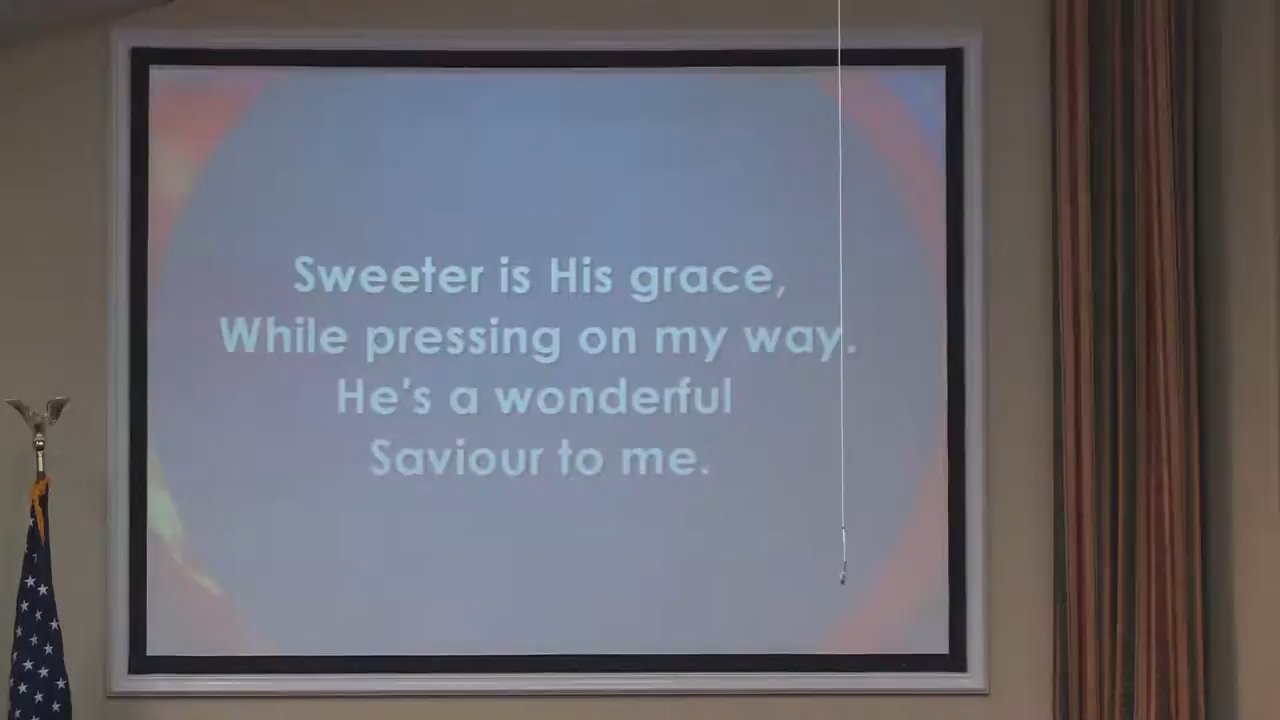 Sweeter is His grace,
While pressing on my way.
He's a wonderful
Saviour to me.